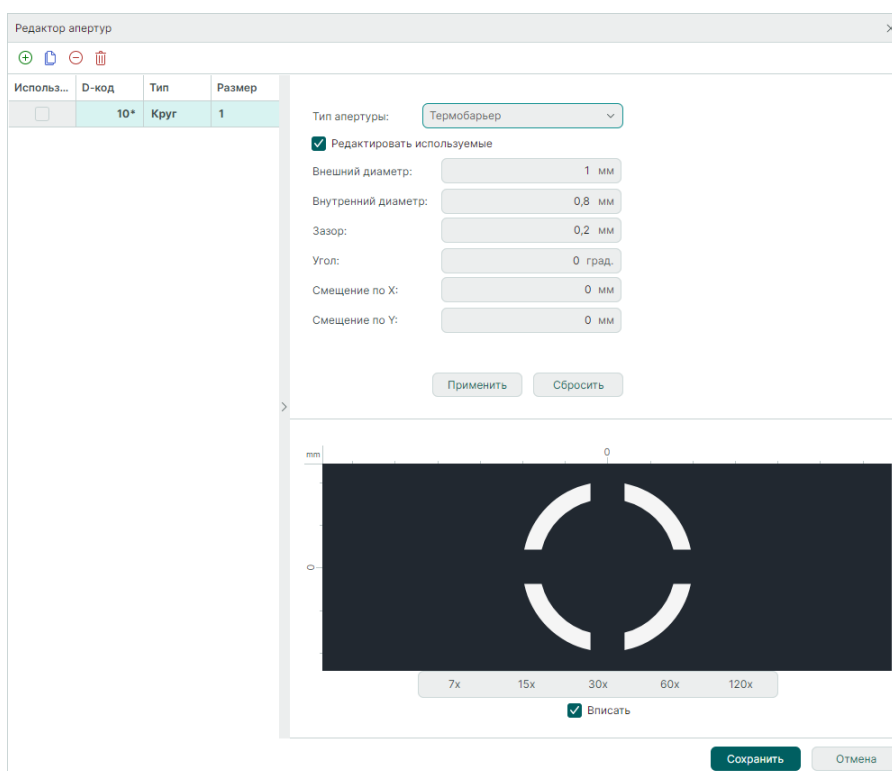 Редактор апертур
Использ... D-код Тип Размер
10* Круг 1
Тип апертуры: Термобарьер
Редактировать используемые
Внешний диаметр: 1 мм
Внутренний диаметр: 0,8 мм
Зазор: 0,2 мм
Угол: 0 град.
Смещение по X: 0 мм
Смещение по Y: 0 мм
Применить Сбросить
mm 0
0
7x 15x 30x 60x 120x
Вписать
Сохранить Отмена